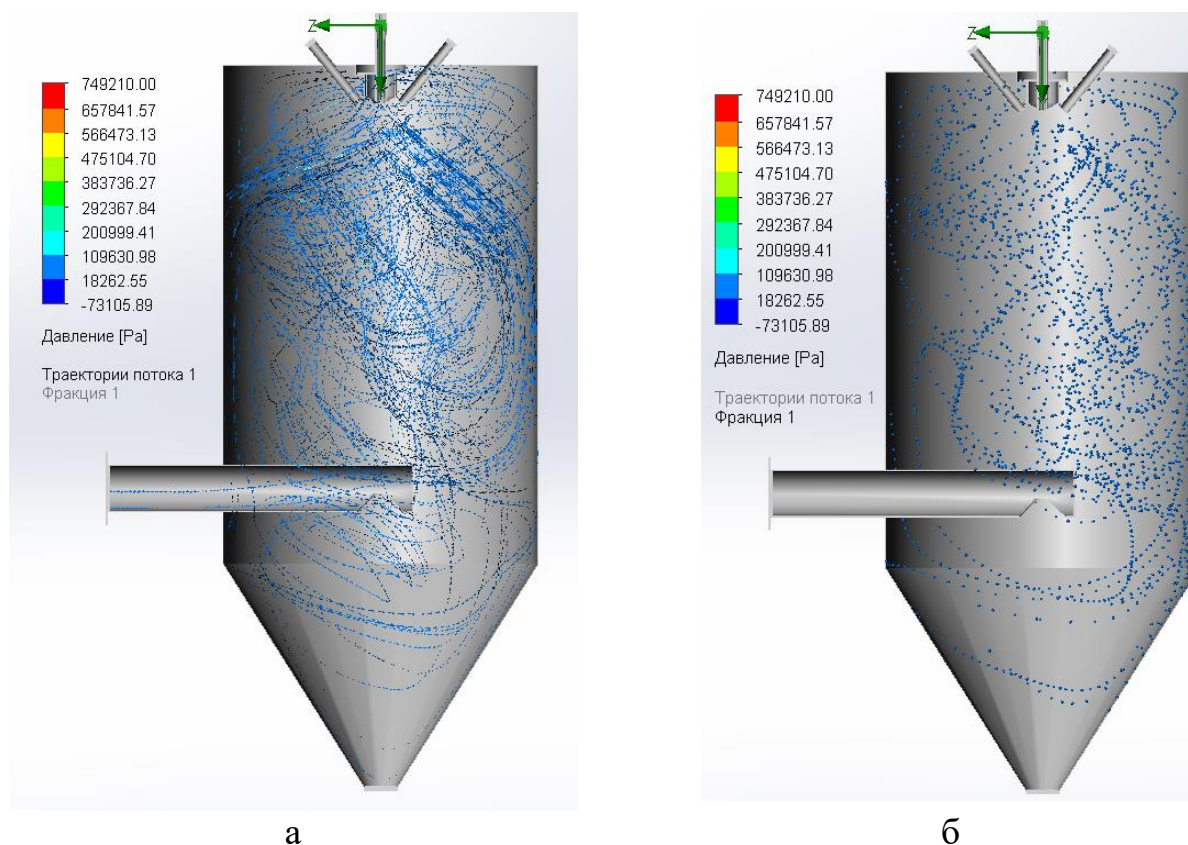 Z
749210.00
657841.57
566473.13
475104.70
383736.27
292367.84
200999.41
109630.98
18262.55
-73105.89
Давление [Pa]
Траектории потока 1
Фракция 1
а
Z
749210.00
657841.57
566473.13
475104.70
383736.27
292367.84
200999.41
109630.98
18262.55
-73105.89
Давление [Pa]
Траектории потока 1
Фракция 1
б